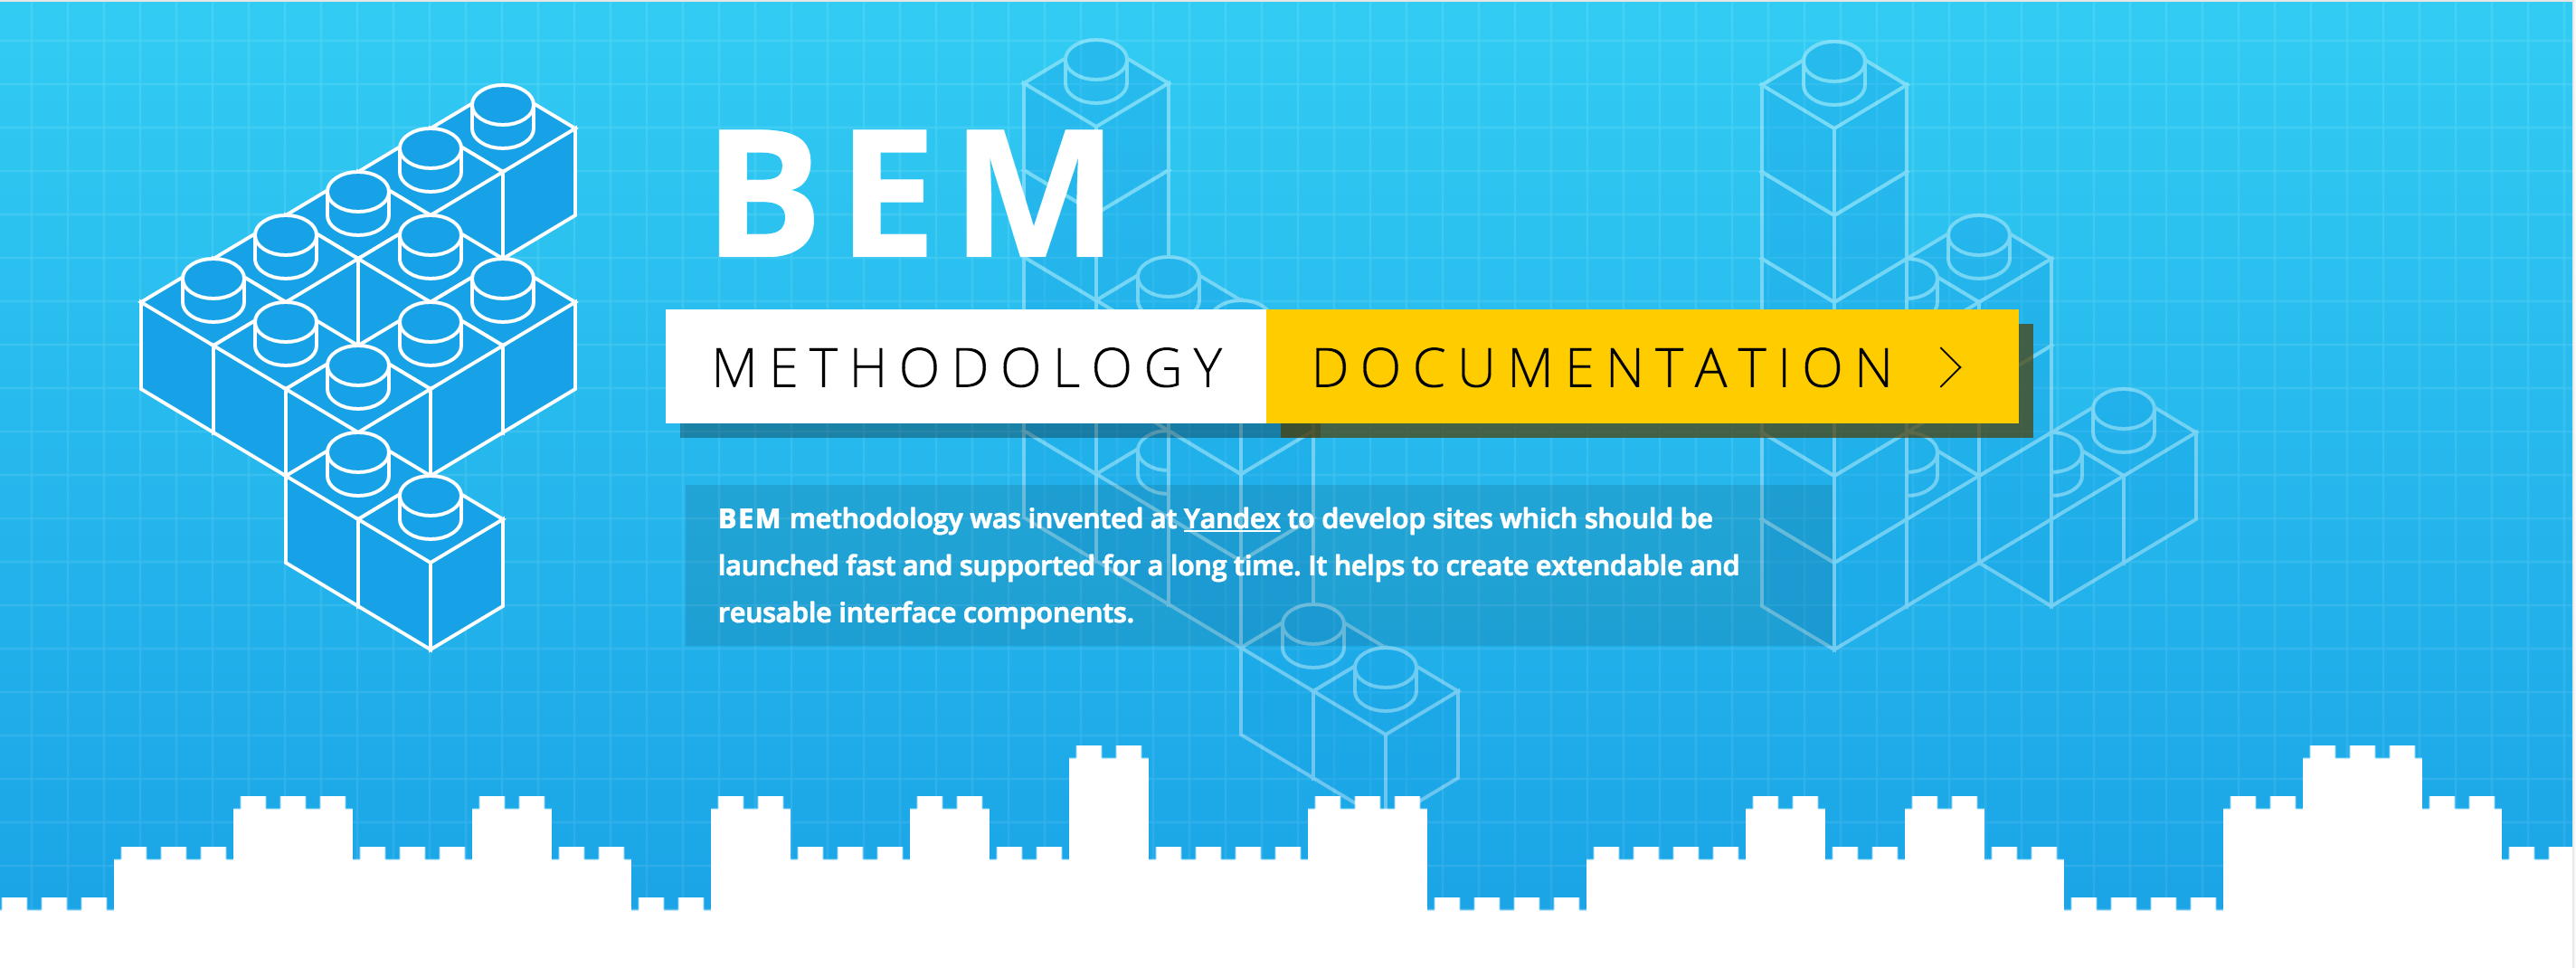 BEM
METHODOLOGY DOCUMENTATION
BEM methodology was invented at Yandex to develop sites which should be
launched fast and supported for a long time. It helps to create extendable and
reusable interface components.